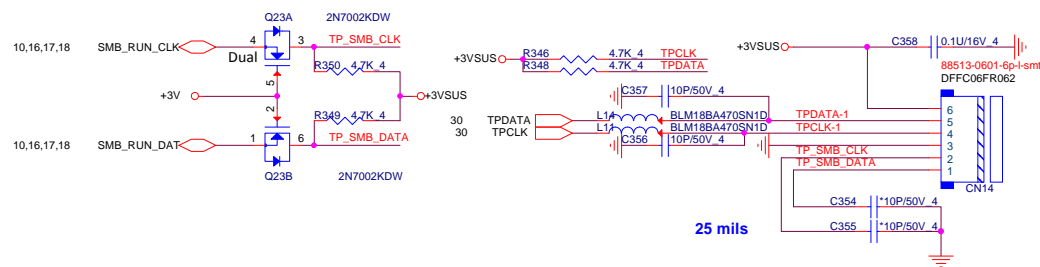 Q23A 2N7002KDW
10,16,17,18 SMB_RUN_CLK 4 3 TP_SMB_CLK
Dual
R350 4.7K_4
5
+3V +3VSUS
2
R349 4.7K_4
10,16,17,18 SMB_RUN_DAT 1 6 TP_SMB_DATA
Q23B 2N7002KDW
+3VSUS R346 4.7K_4 TPCLK
R348 4.7K_4 TPDATA
C357 10P/50V_4
30 TPDATA L14 BLM18BA470SN1D TPDATA-1
30 TPCLK L11 BLM18BA470SN1D TPCLK-1
C356 10P/50V_4
+3VSUS C358 0.1U/16V_4
88513-0601-6p-l-smt
DFFC06FR062
6
5
4
3
TP_SMB_CLK 2
TP_SMB_DATA 1
CN14
C354 *10P/50V_4
C355 *10P/50V_4
25 mils